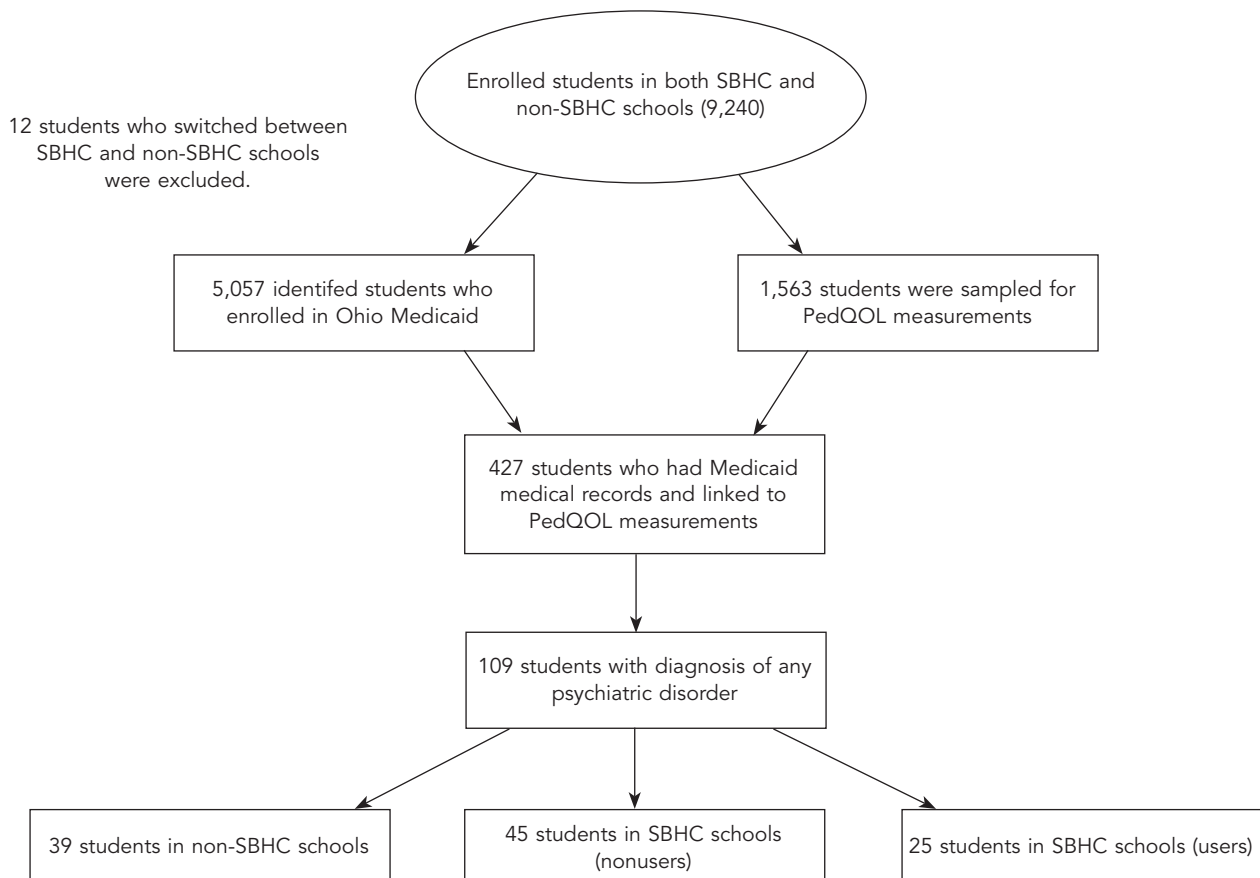 Enrolled students in both SBHC and
non-SBHC schools (9,240)
12 students who switched between
SBHC and non-SBHC schools
were excluded.
5,057 identifed students who
enrolled in Ohio Medicaid
1,563 students were sampled for
PedQOL measurements
427 students who had Medicaid
medical records and linked to
PedQOL measurements
109 students with diagnosis of any
psychiatric disorder
39 students in non-SBHC schools
45 students in SBHC schools
(nonusers)
25 students in SBHC schools (users)